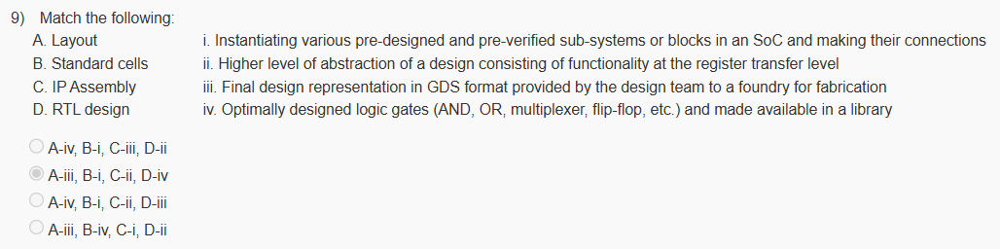 9) Match the following:
A. Layout i. Instantiating various pre-designed and pre-verified sub-systems or blocks in an SoC and making their connections
B. Standard cells ii. Higher level of abstraction of a design consisting of functionality at the register transfer level
C. IP Assembly iii. Final design representation in GDS format provided by the design team to a foundry for fabrication
D. RTL design iv. Optimally designed logic gates (AND, OR, multiplexer, flip-flop, etc.) and made available in a library
A-iv, B-i, C-iii, D-ii
A-iii, B-i, C-ii, D-iv
A-iv, B-i, C-ii, D-iii
A-iii, B-iv, C-i, D-ii